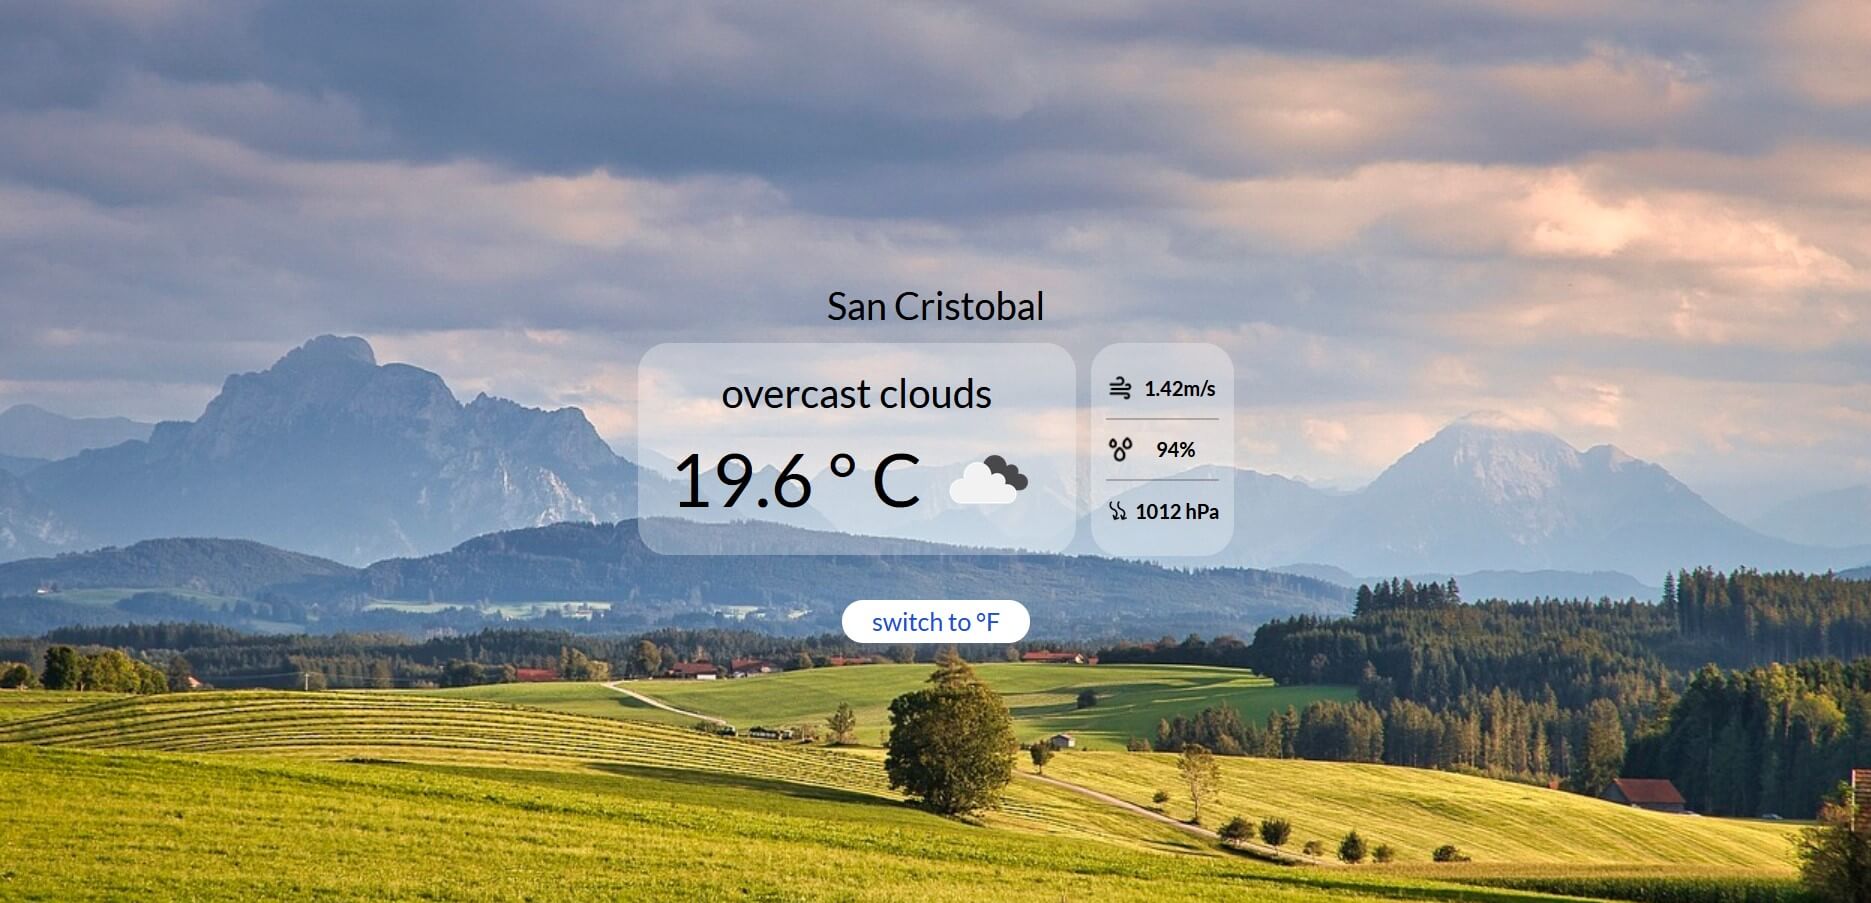 San Cristobal
overcast clouds
19.6 ° C
1.42m/s
94%
1012 hPa
switch to °F